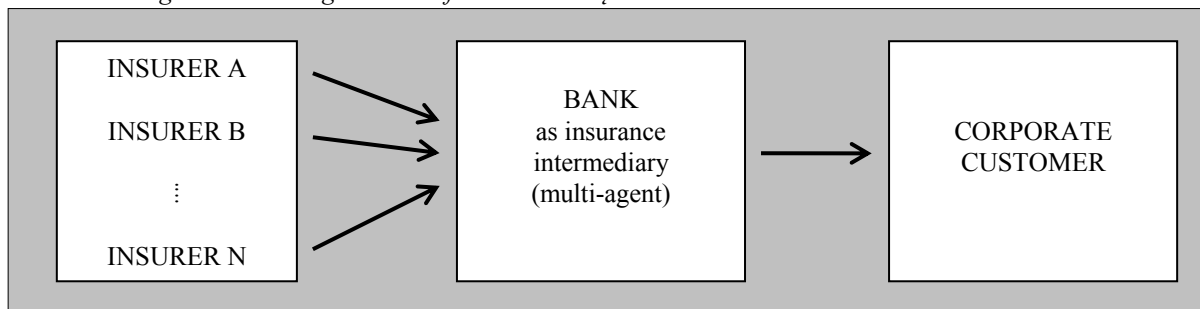 INSURER A
INSURER B
...
INSURER N
BANK
as insurance
intermediary
(multi-agent)
CORPORATE
CUSTOMER